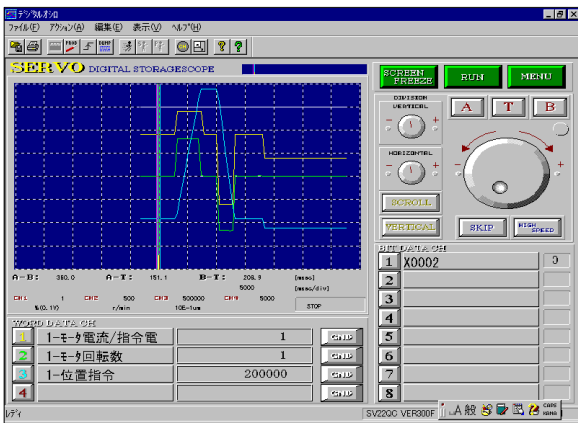 デジタルオシロ
ファイル(F) アクション(A) 編集(E) 表示(V) ヘルプ(H)
SERVO DIGITAL STORAGESCOPE
SCREEN FREEZE
RUN
MENU
DIVISION
VERTICAL
- +
A T B
HORIZONTAL
- +
- +
SCROLL
VERTICAL
SKIP
HIGH SPEED
A-B: 360.0 A-T: 151.1 B-T: 208.9 [msec]
5000 [msec/div]
CH1 1 CH2 500 CH3 500000 CH4 5000
%(0.1V) r/min 10E-1um STOP
WORD DATA CH
1 1-モータ電流/指令電 1 GND
2 1-モータ回転数 1 GND
3 1-位置指令 200000 GND
4 GND
BIT DATA CH
1 X0002
2
3
4
5
6
7
8
レディ
SV22QC VER300F
A 般
CAPS
KANA